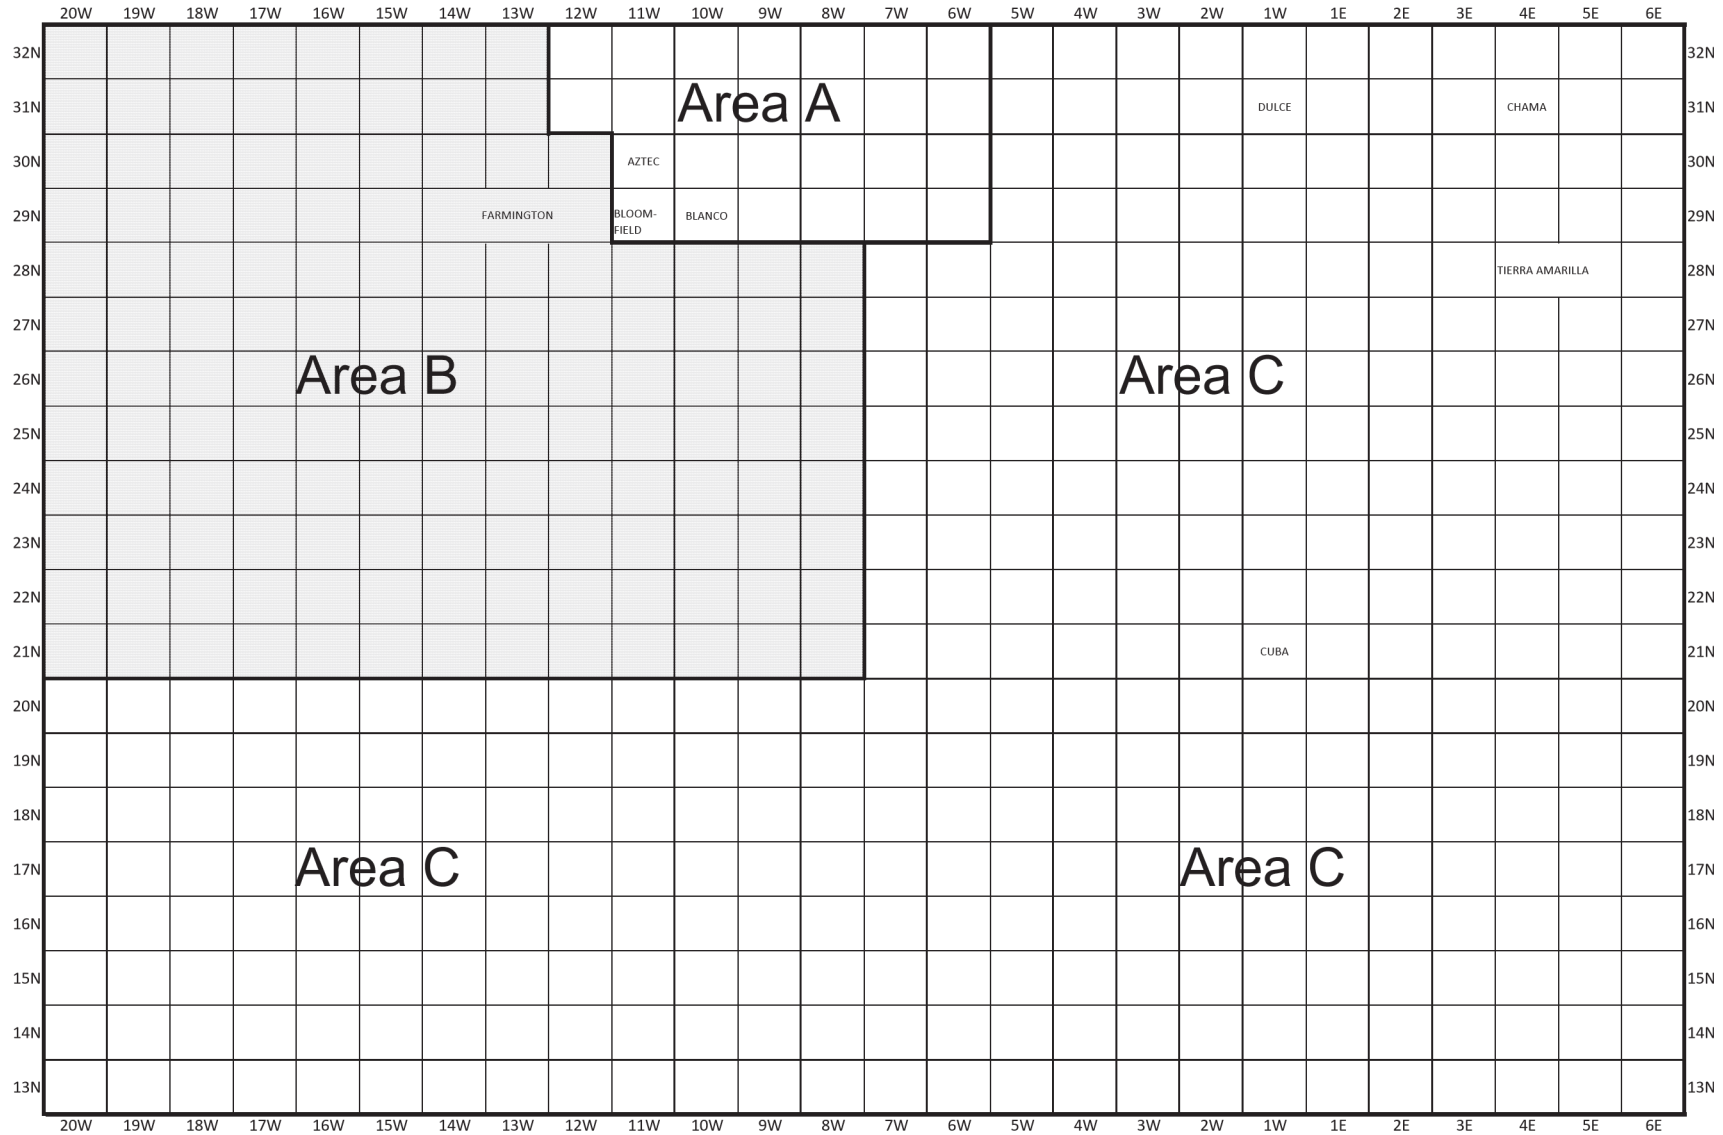 20W 19W 18W 17W 16W 15W 14W 13W 12W 11W 10W 9W 8W 7W 6W 5W 4W 3W 2W 1W 1E 2E 3E 4E 5E 6E
32N 32N
31N Area A DULCE CHAMA 31N
30N AZTEC 30N
29N FARMINGTON BLOOM- BLANCO 29N
FIELD
28N TIERRA AMARILLA 28N
27N 27N
26N Area B Area C 26N
25N 25N
24N 24N
23N 23N
22N 22N
21N CUBA 21N
20N 20N
19N 19N
18N 18N
17N Area C Area C 17N
16N 16N
15N 15N
14N 14N
13N 13N
20W 19W 18W 17W 16W 15W 14W 13W 12W 11W 10W 9W 8W 7W 6W 5W 4W 3W 2W 1W 1E 2E 3E 4E 5E 6E